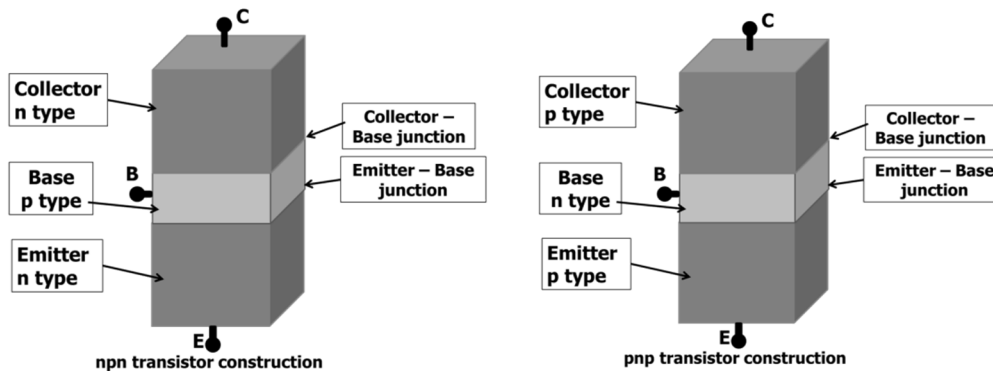 C
Collector
n type
Collector –
Base junction
B
Base
p type
Emitter – Base
junction
Emitter
n type
E
npn transistor construction
C
Collector
p type
Collector –
Base junction
B
Base
n type
Emitter – Base
junction
Emitter
p type
E
pnp transistor construction